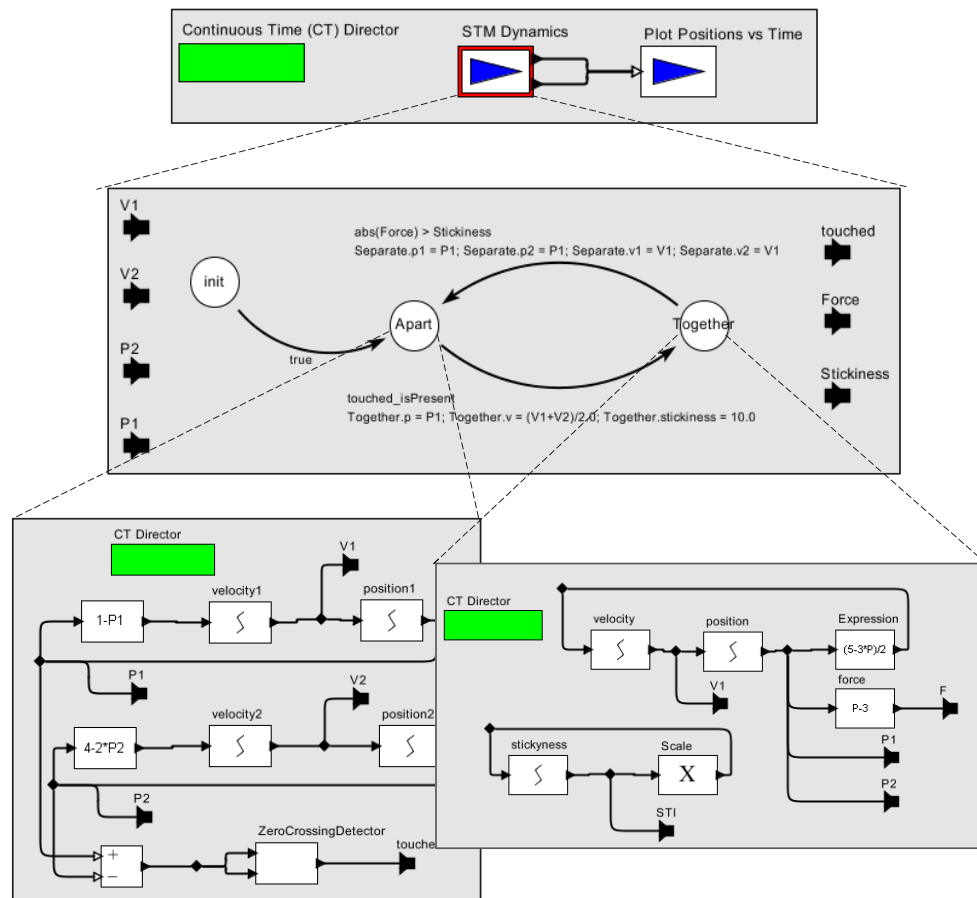 Continuous Time (CT) Director
STM Dynamics
Plot Positions vs Time
V1
V2
P2
P1
init
true
abs(Force) > Stickiness
Separate.p1 = P1; Separate.p2 = P1; Separate.v1 = V1; Separate.v2 = V1
Apart
Together
touched_isPresent
Together.p = P1; Together.v = (V1+V2)/2.0; Together.stickiness = 10.0
touched
Force
Stickiness
CT Director
V1
velocity1
position1
1-P1
P1
V2
velocity2
position2
4-2*P2
P2
+
−
ZeroCrossingDetector
touche
CT Director
velocity
position
Expression
(5-3*P)/2
force
P-3
F
V1
P1
P2
stickyness
Scale
X
STI